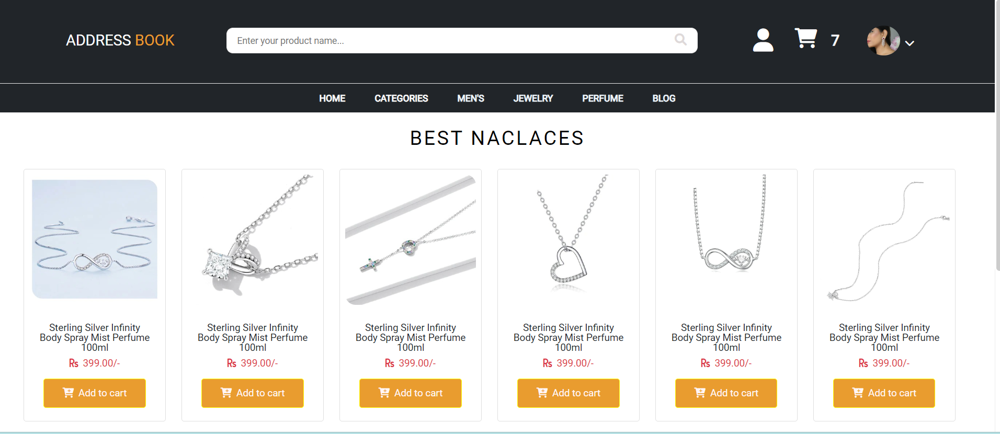 ADDRESS BOOK
Enter your product name...
7
HOME CATEGORIES MEN'S JEWELRY PERFUME BLOG
BEST NACLACES
Sterling Silver Infinity
Body Spray Mist Perfume
100ml
Rs 399.00/-
Add to cart
Sterling Silver Infinity
Body Spray Mist Perfume
100ml
Rs 399.00/-
Add to cart
Sterling Silver Infinity
Body Spray Mist Perfume
100ml
Rs 399.00/-
Add to cart
Sterling Silver Infinity
Body Spray Mist Perfume
100ml
Rs 399.00/-
Add to cart
Sterling Silver Infinity
Body Spray Mist Perfume
100ml
Rs 399.00/-
Add to cart
Sterling Silver Infinity
Body Spray Mist Perfume
100ml
Rs 399.00/-
Add to cart